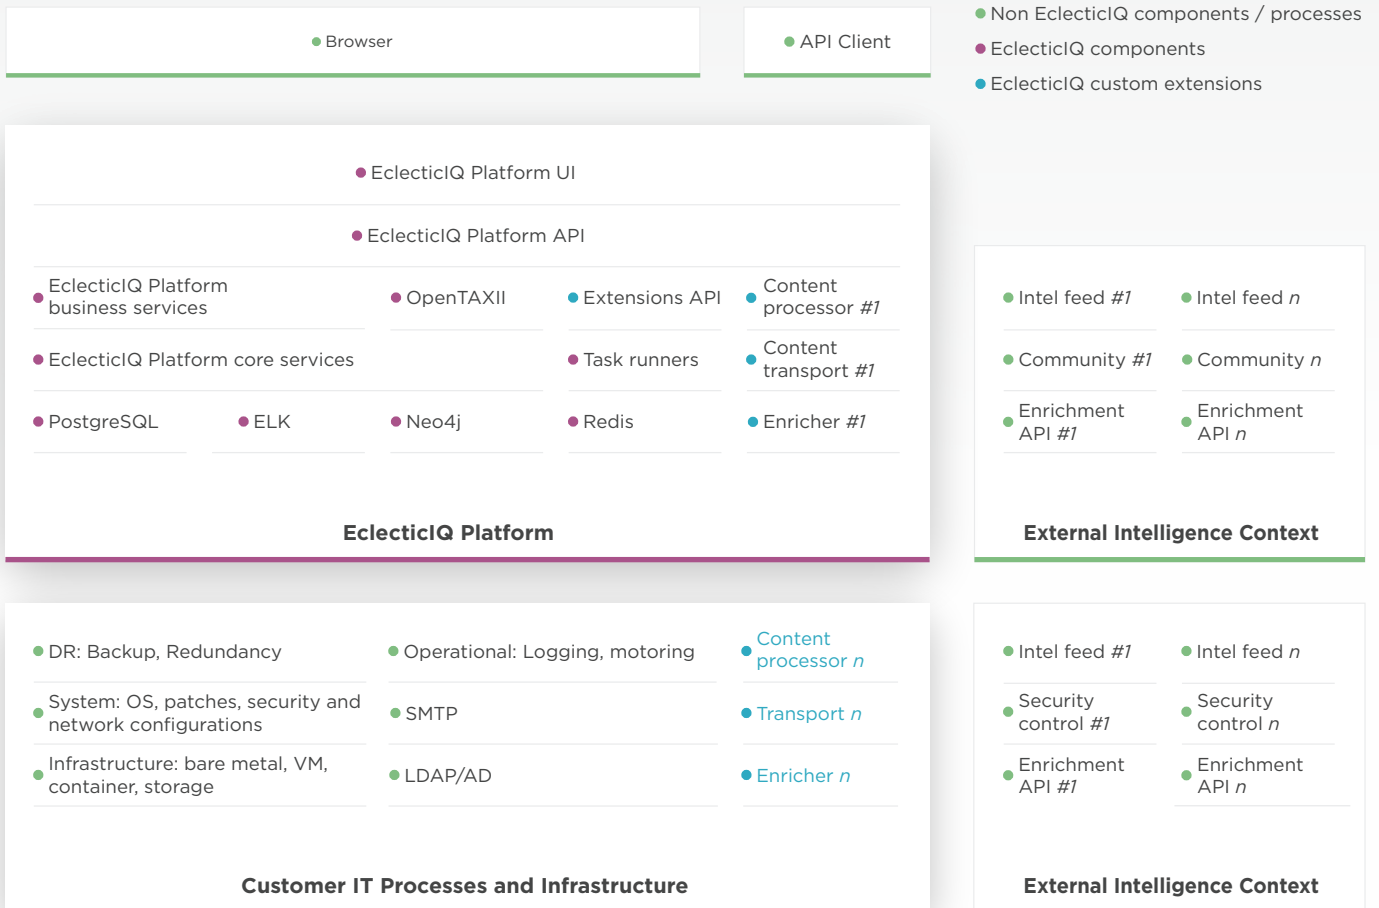 Browser
API Client
Non EclecticIQ components / processes
EclecticIQ components
EclecticIQ custom extensions
EclecticIQ Platform UI
EclecticIQ Platform API
EclecticIQ Platform
business services
OpenTAXII
Extensions API
Content
processor #1
EclecticIQ Platform core services
Task runners
Content
transport #1
PostgreSQL
ELK
Neo4j
Redis
Enricher #1
EclecticIQ Platform
Intel feed #1
Intel feed n
Community #1
Community n
Enrichment
API #1
Enrichment
API n
External Intelligence Context
DR: Backup, Redundancy
Operational: Logging, motoring
Content
processor n
System: OS, patches, security and
network configurations
SMTP
Transport n
Infrastructure: bare metal, VM,
container, storage
LDAP/AD
Enricher n
Customer IT Processes and Infrastructure
Intel feed #1
Intel feed n
Security
control #1
Security
control n
Enrichment
API #1
Enrichment
API n
External Intelligence Context